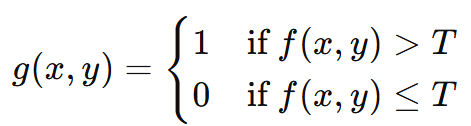 g(x, y) = { 1 if f(x, y) > T
0 if f(x, y) ≤ T